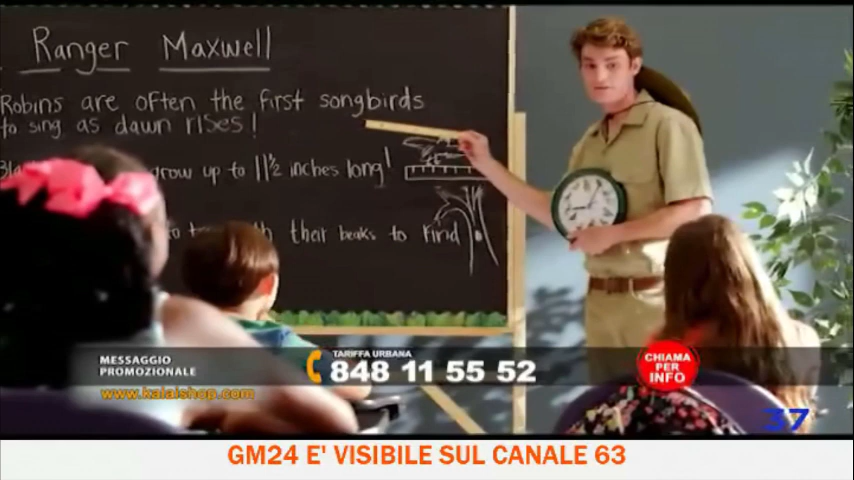 Ranger Maxwell
Robins are often the first songbirds
to sing as dawn rises!
grow up to 11½ inches long!
their beaks to find
MESSAGGIO
PROMOZIONALE
www.kalaishop.com
TARIFFA URBANA
848 11 55 52
CHIAMA
PER
INFO
37
GM24 E' VISIBILE SUL CANALE 63